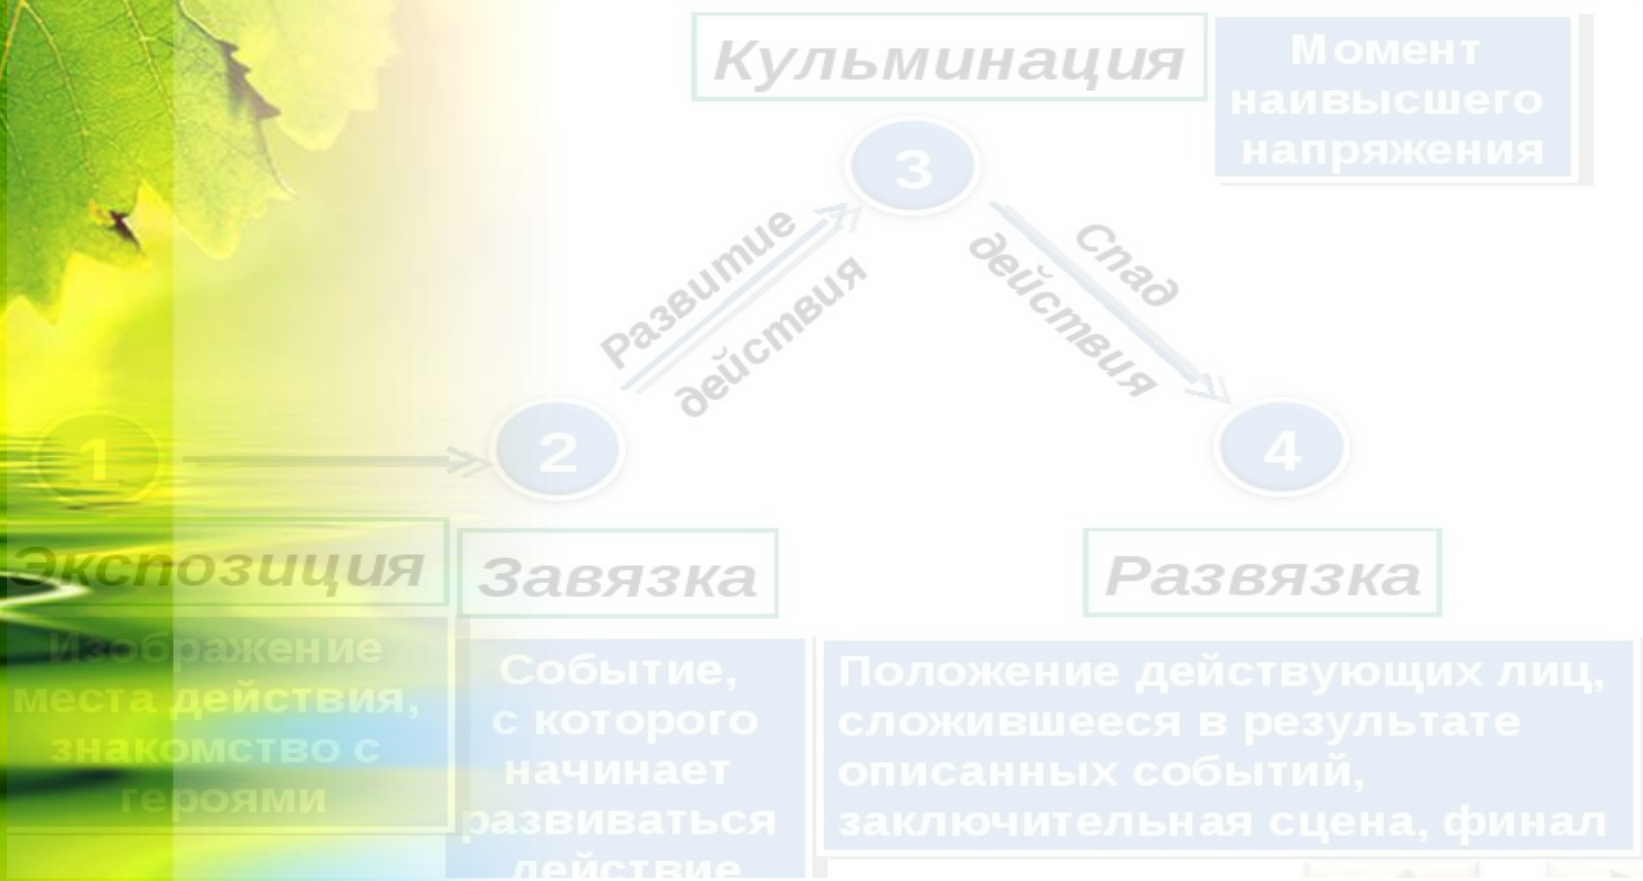 Кульминация
Момент
наивысшего
напряжения
3
Развитие
действия
Спад
действия
1
2
4
Экспозиция
Изображение
места действия,
знакомство с
героями
Завязка
Событие,
с которого
начинает
развиваться
действие
Развязка
Положение действующих лиц,
сложившееся в результате
описанных событий,
заключительная сцена, финал